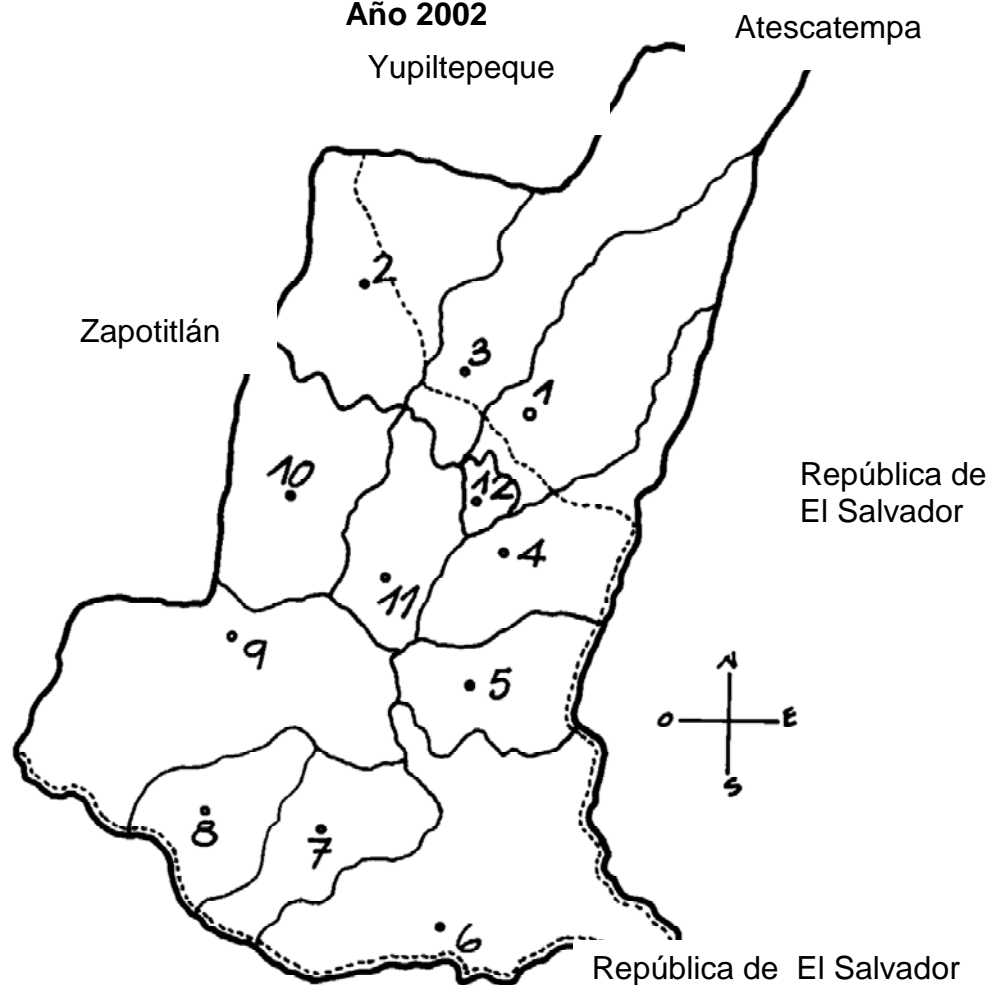 Año 2002
Atescatempa
Yupiltepeque
2
Zapotitlán
3
1
10
República de
El Salvador
12
4
11
9
N
5
O
E
S
8
7
6
República de El Salvador